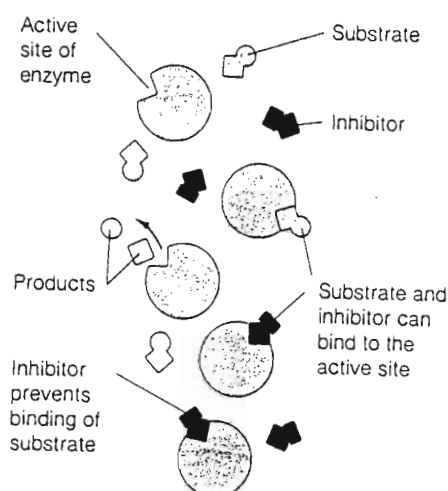 Active
site of
enzyme
Substrate
Inhibitor
Products
Substrate and
inhibitor can
bind to the
active site
Inhibitor
prevents
binding of
substrate